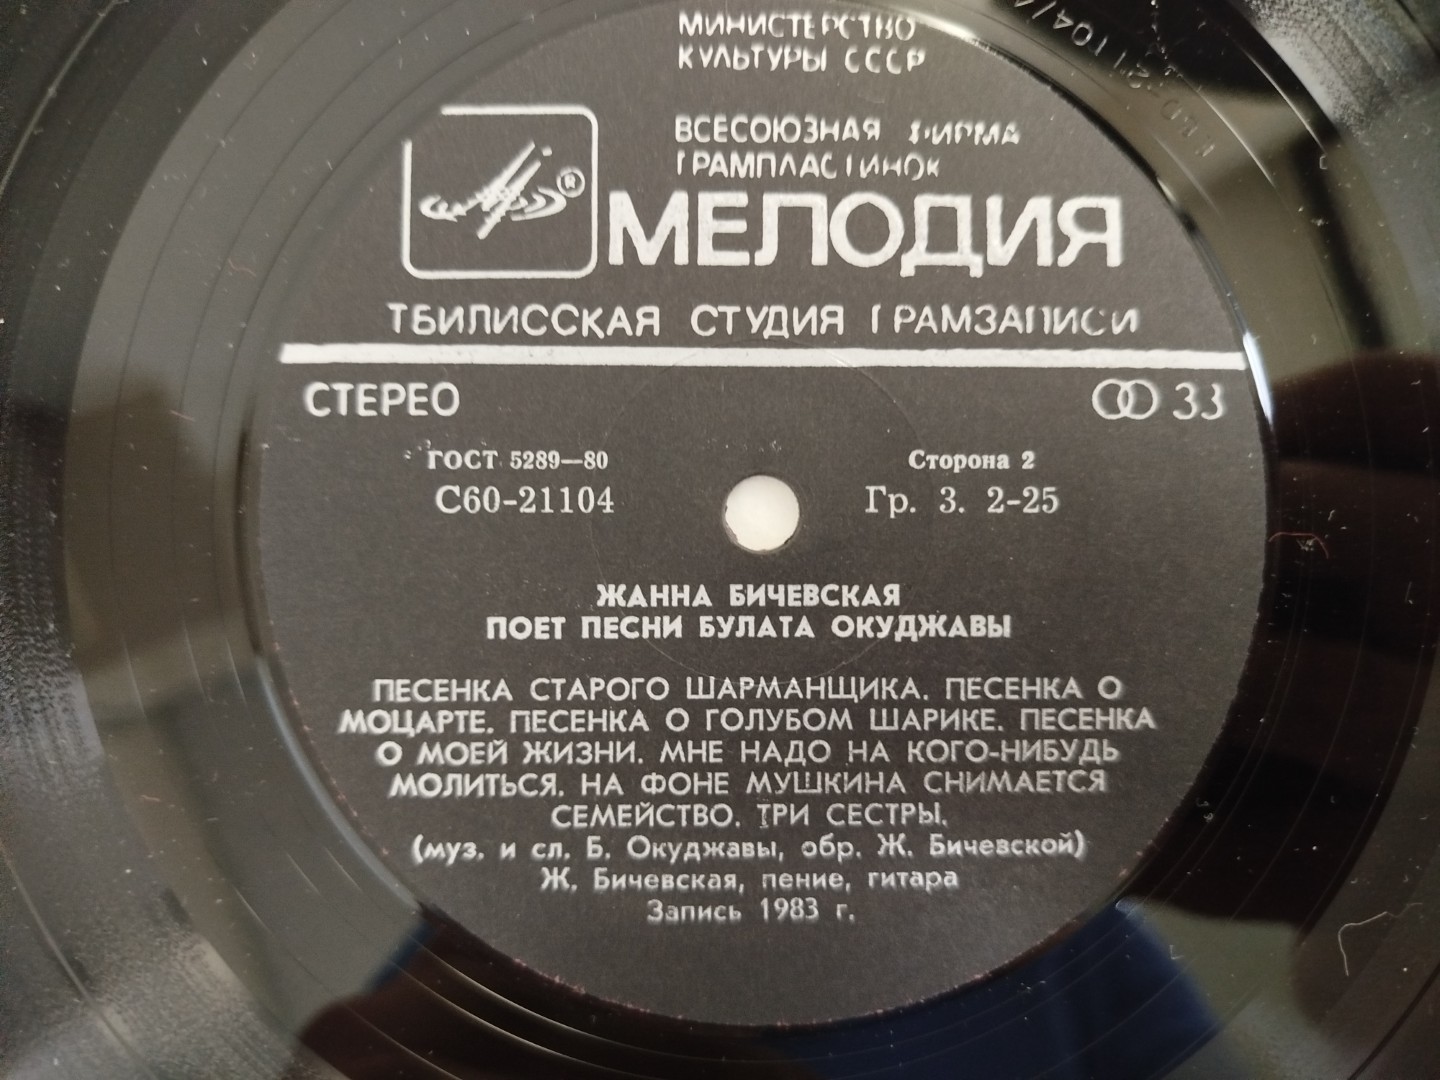 МИНИСТЕРСТВО
КУЛЬТУРЫ СССР
ВСЕСОЮЗНАЯ ФИРМА
ГРАМПЛАСТИНОК
®
МЕЛОДИЯ
ТБИЛИССКАЯ СТУДИЯ ГРАМЗАПИСИ
СТЕРЕО
33
ГОСТ 5289—80
Сторона 2
С60-21104
Гр. 3. 2-25
ЖАННА БИЧЕВСКАЯ
ПОЕТ ПЕСНИ БУЛАТА ОКУДЖАВЫ
ПЕСЕНКА СТАРОГО ШАРМАНЩИКА. ПЕСЕНКА О
МОЦАРТЕ. ПЕСЕНКА О ГОЛУБОМ ШАРИКЕ. ПЕСЕНКА
О МОЕЙ ЖИЗНИ. МНЕ НАДО НА КОГО-НИБУДЬ
МОЛИТЬСЯ. НА ФОНЕ МУШКИНА СНИМАЕТСЯ
СЕМЕЙСТВО. ТРИ СЕСТРЫ.
(муз. и сл. Б. Окуджавы, обр. Ж. Бичевской)
Ж. Бичевская, пение, гитара
Запись 1983 г.